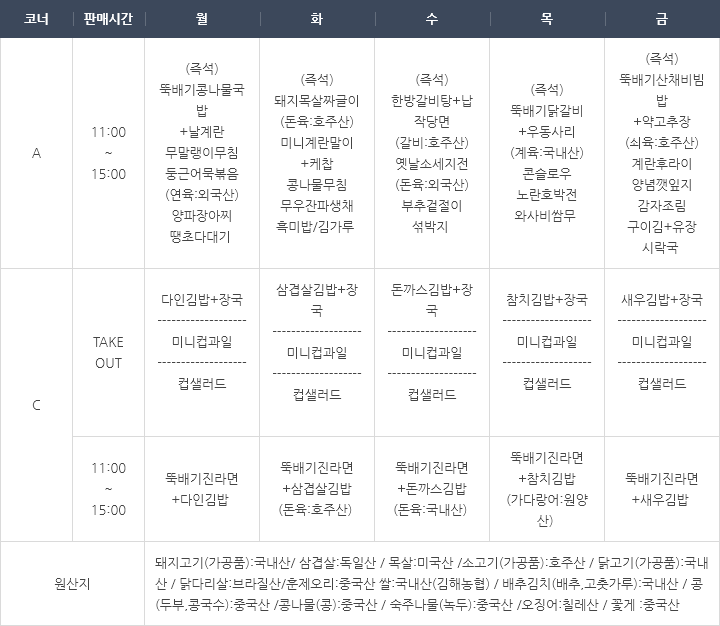 코너 판매시간 월 화 수 목 금
A
11:00
~
15:00
(즉석)
뚝배기콩나물국
밥
+날계란
무말랭이무침
둥근어묵볶음
(연육:외국산)
양파장아찌
땡초다대기
(즉석)
돼지목살짜글이
(돈육:호주산)
미니계란말이
+케찹
콩나물무침
무우잔파생채
흑미밥/김가루
(즉석)
한방갈비탕+납
작당면
(갈비:호주산)
옛날소세지전
(돈육:외국산)
부추겉절이
섞박지
(즉석)
뚝배기닭갈비
+우동사리
(계육:국내산)
콘슬로우
노란호박전
와사비쌈무
(즉석)
뚝배기산채비빔
밥
+약고추장
(쇠육:호주산)
계란후라이
양념깻잎지
감자조림
구이김+유장
시락국
C
TAKE
OUT
다인김밥+장국
-------------------
미니컵과일
-------------------
컵샐러드
삼겹살김밥+장
국
-------------------
미니컵과일
-------------------
컵샐러드
돈까스김밥+장
국
-------------------
미니컵과일
-------------------
컵샐러드
참치김밥+장국
-------------------
미니컵과일
-------------------
컵샐러드
새우김밥+장국
-------------------
미니컵과일
-------------------
컵샐러드
11:00
~
15:00
뚝배기진라면
+다인김밥
뚝배기진라면
+삼겹살김밥
(돈육:호주산)
뚝배기진라면
+돈까스김밥
(돈육:국내산)
뚝배기진라면
+참치김밥
(가다랑어:원양
산)
뚝배기진라면
+새우김밥
원산지
돼지고기(가공품):국내산/ 삼겹살:독일산 / 목살:미국산 /소고기(가공품):호주산 / 닭고기(가공품):국내
산 / 닭다리살:브라질산/훈제오리:중국산 쌀:국내산(김해농협) / 배추김치(배추,고춧가루):국내산 / 콩
(두부,콩국수):중국산 /콩나물(콩):중국산 / 숙주나물(녹두):중국산 /오징어:칠레산 / 꽃게 :중국산